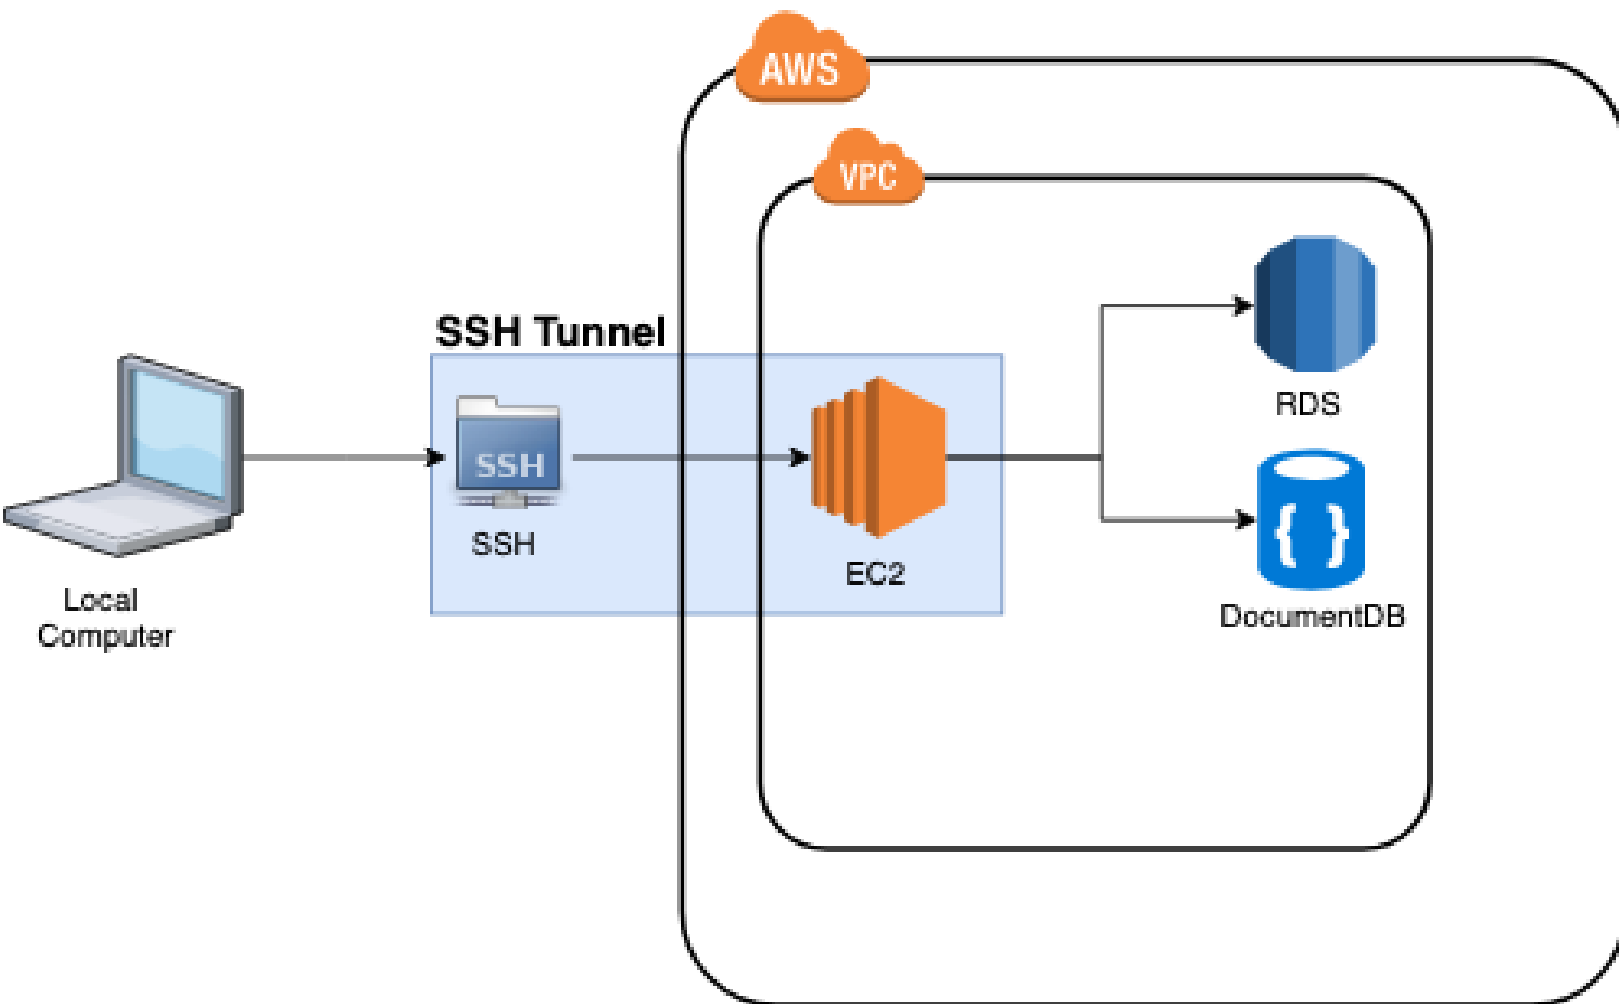 AWS
VPC
SSH Tunnel
SSH
SSH
EC2
RDS
{ }
DocumentDB
Local
Computer